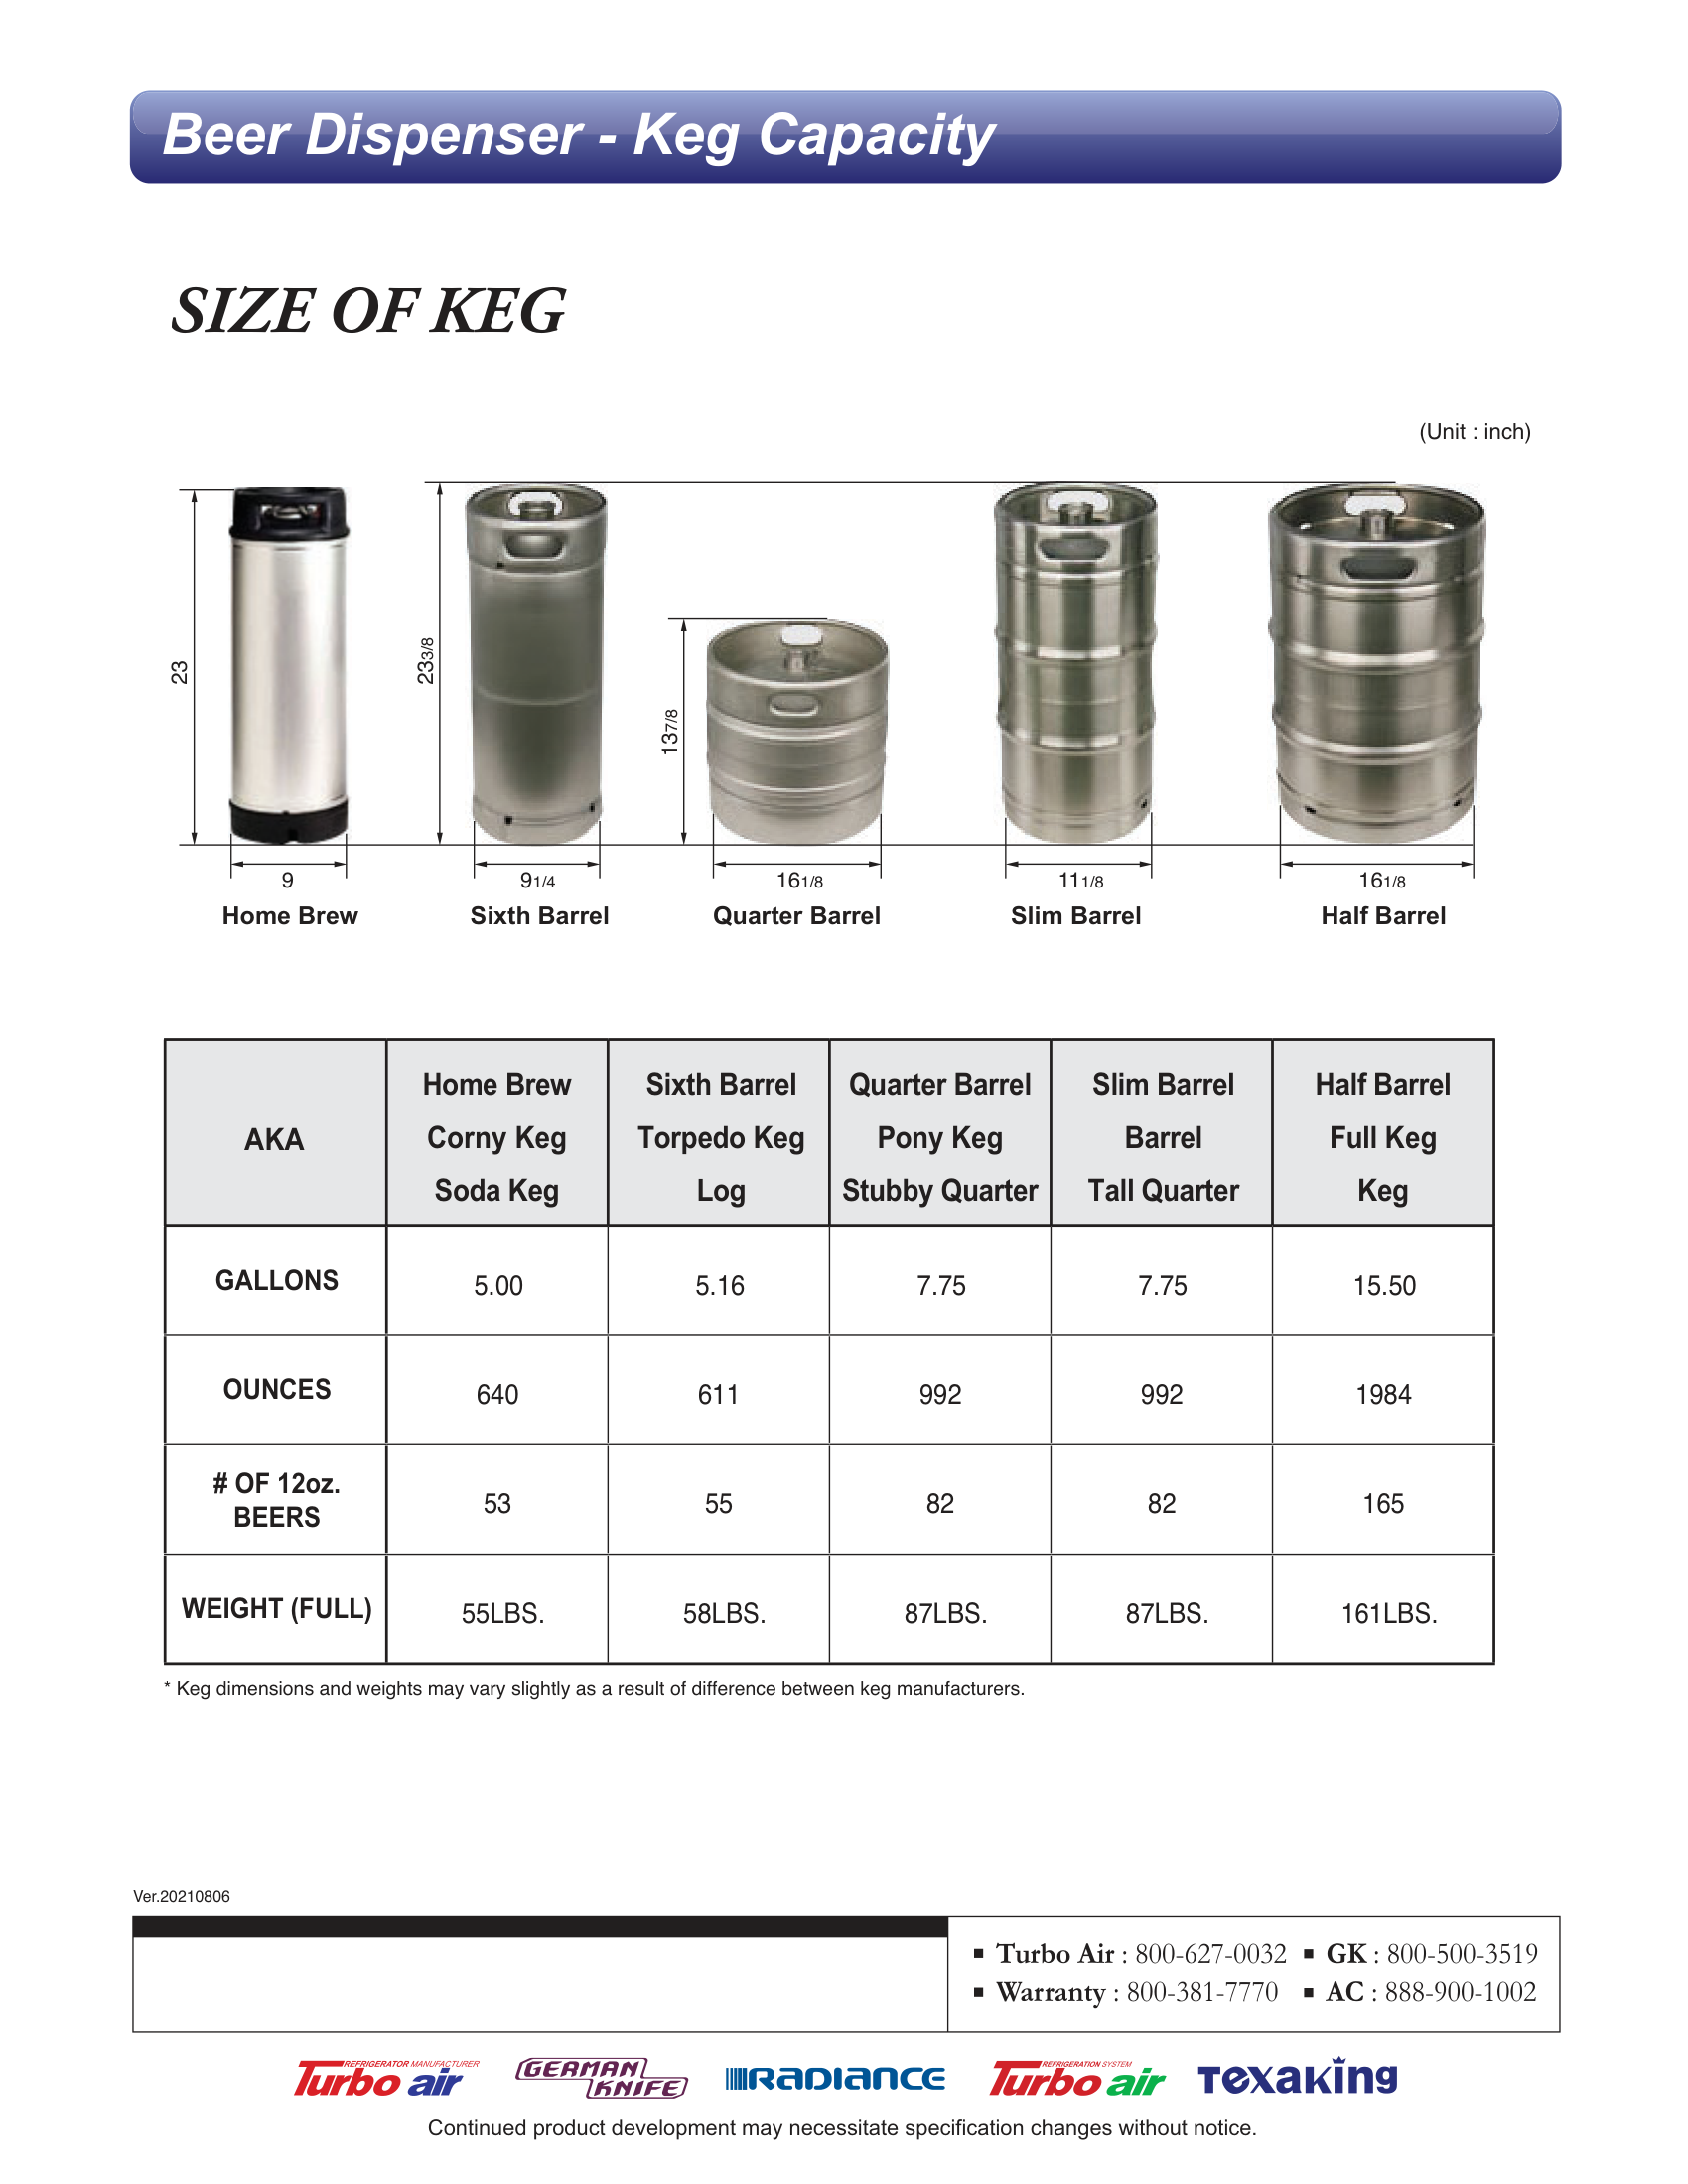 Beer Dispenser - Keg Capacity
SIZE OF KEG
(Unit : inch)
23
23 3/8
13 7/8
9
9 1/4
16 1/8
11 1/8
16 1/8
Home Brew
Sixth Barrel
Quarter Barrel
Slim Barrel
Half Barrel
AKA
Home Brew
Corny Keg
Soda Keg
Sixth Barrel
Torpedo Keg
Log
Quarter Barrel
Pony Keg
Stubby Quarter
Slim Barrel
Barrel
Tall Quarter
Half Barrel
Full Keg
Keg
GALLONS 5.00 5.16 7.75 7.75 15.50
OUNCES 640 611 992 992 1984
# OF 12oz.
BEERS
53 55 82 82 165
WEIGHT (FULL) 55LBS. 58LBS. 87LBS. 87LBS. 161LBS.
* Keg dimensions and weights may vary slightly as a result of difference between keg manufacturers.
Ver.20210806
▪ Turbo Air : 800-627-0032 ▪ GK : 800-500-3519
▪ Warranty : 800-381-7770 ▪ AC : 888-900-1002
REFRIGERATOR MANUFACTURER
Turbo air
GERMAN
KNIFE
RADIANCE
REFRIGERATION SYSTEM
Turbo air
Texaking
Continued product development may necessitate specification changes without notice.